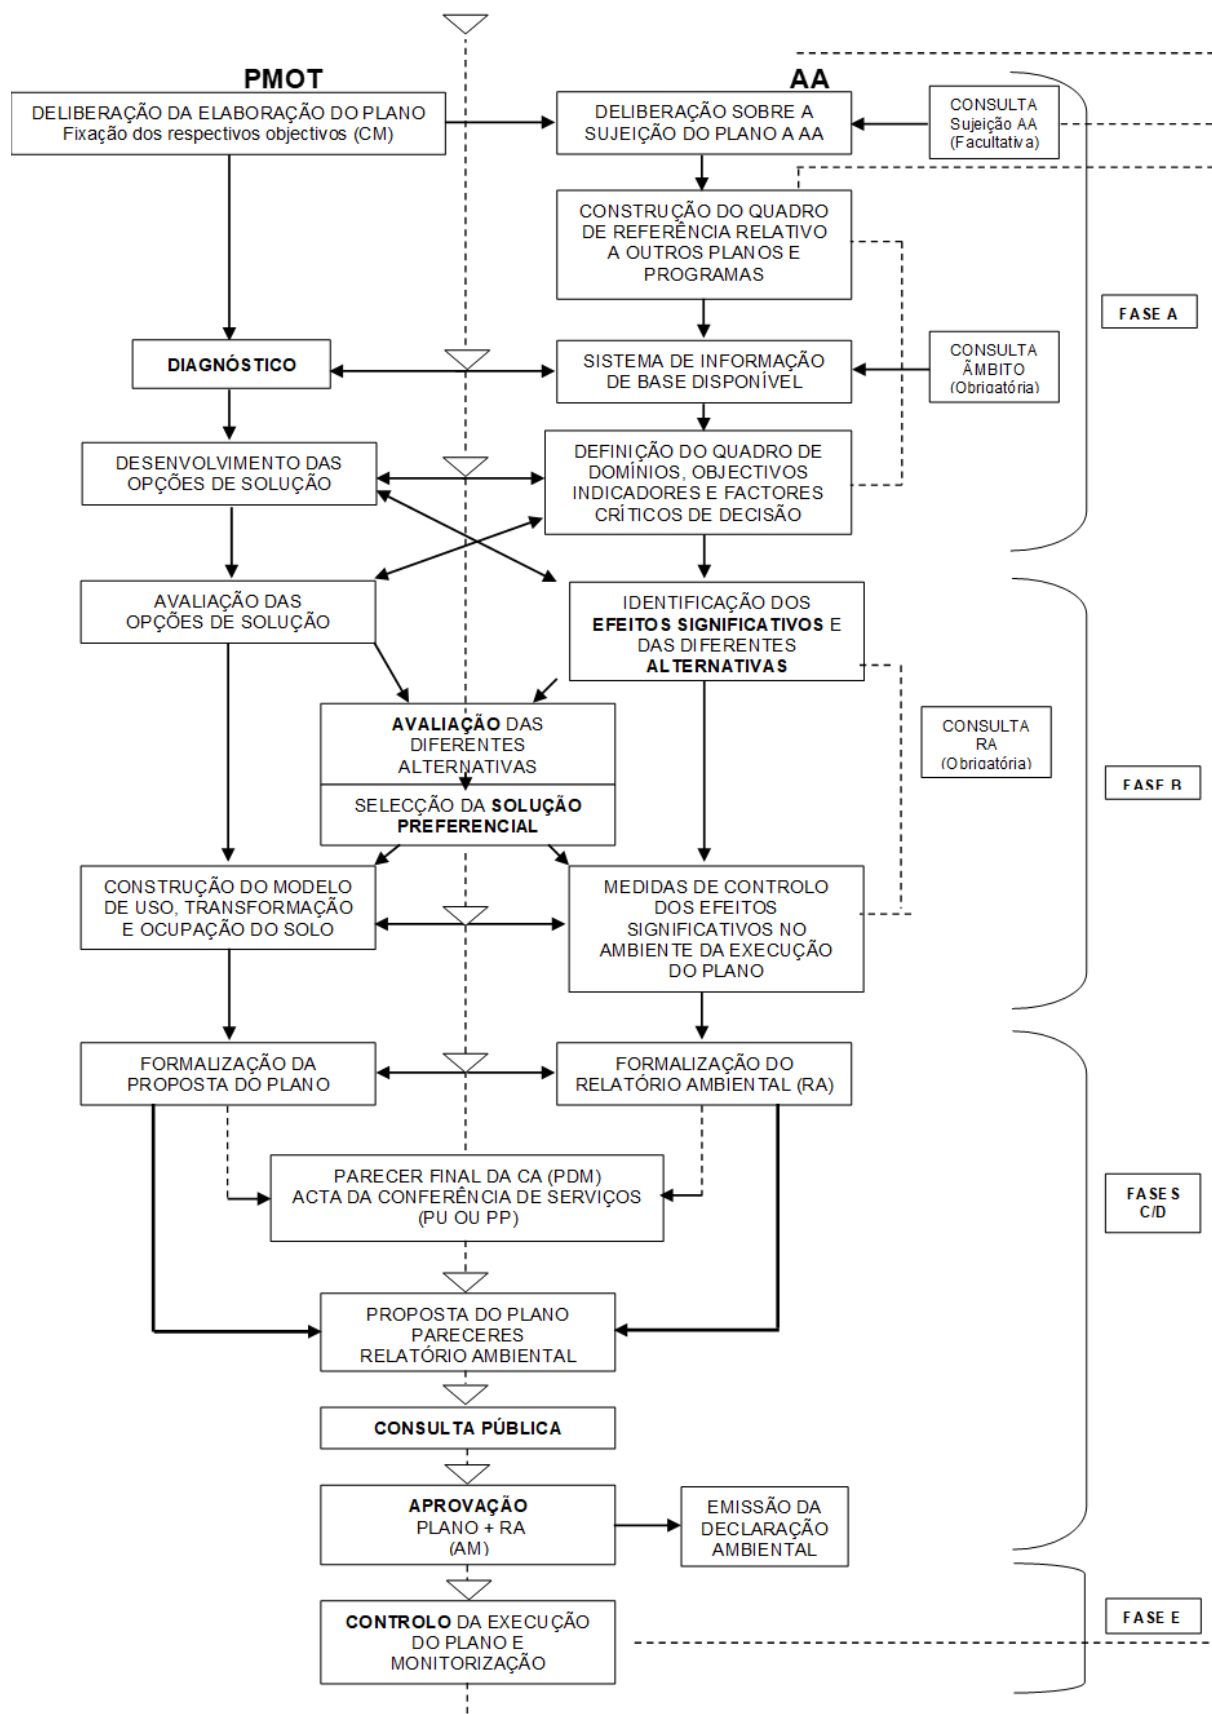 PMOT
AA
DELIBERAÇÃO DA ELABORAÇÃO DO PLANO
Fixação dos respectivos objectivos (CM)
DELIBERAÇÃO SOBRE A
SUJEIÇÃO DO PLANO A AA
CONSULTA
Sujeição AA
(Facultativa)
CONSTRUÇÃO DO QUADRO
DE REFERÊNCIA RELATIVO
A OUTROS PLANOS E
PROGRAMAS
FASE A
DIAGNÓSTICO
SISTEMA DE INFORMAÇÃO
DE BASE DISPONÍVEL
CONSULTA
ÂMBITO
(Obrigatória)
DESENVOLVIMENTO DAS
OPÇÕES DE SOLUÇÃO
DEFINIÇÃO DO QUADRO DE
DOMÍNIOS, OBJECTIVOS
INDICADORES E FACTORES
CRÍTICOS DE DECISÃO
AVALIAÇÃO DAS
OPÇÕES DE SOLUÇÃO
IDENTIFICAÇÃO DOS
EFEITOS SIGNIFICATIVOS E
DAS DIFERENTES
ALTERNATIVAS
AVALIAÇÃO DAS
DIFERENTES
ALTERNATIVAS
CONSULTA
RA
(Obrigatória)
FASE B
SELECÇÃO DA SOLUÇÃO
PREFERENCIAL
CONSTRUÇÃO DO MODELO
DE USO, TRANSFORMAÇÃO
E OCUPAÇÃO DO SOLO
MEDIDAS DE CONTROLO
DOS EFEITOS
SIGNIFICATIVOS NO
AMBIENTE DA EXECUÇÃO
DO PLANO
FORMALIZAÇÃO DA
PROPOSTA DO PLANO
FORMALIZAÇÃO DO
RELATÓRIO AMBIENTAL (RA)
PARECER FINAL DA CA (PDM)
ACTA DA CONFERÊNCIA DE SERVIÇOS
(PU OU PP)
FASES
C/D
PROPOSTA DO PLANO
PARECERES
RELATÓRIO AMBIENTAL
CONSULTA PÚBLICA
APROVAÇÃO
PLANO + RA
(AM)
EMISSÃO DA
DECLARAÇÃO
AMBIENTAL
CONTROLO DA EXECUÇÃO
DO PLANO E
MONITORIZAÇÃO
FASE E